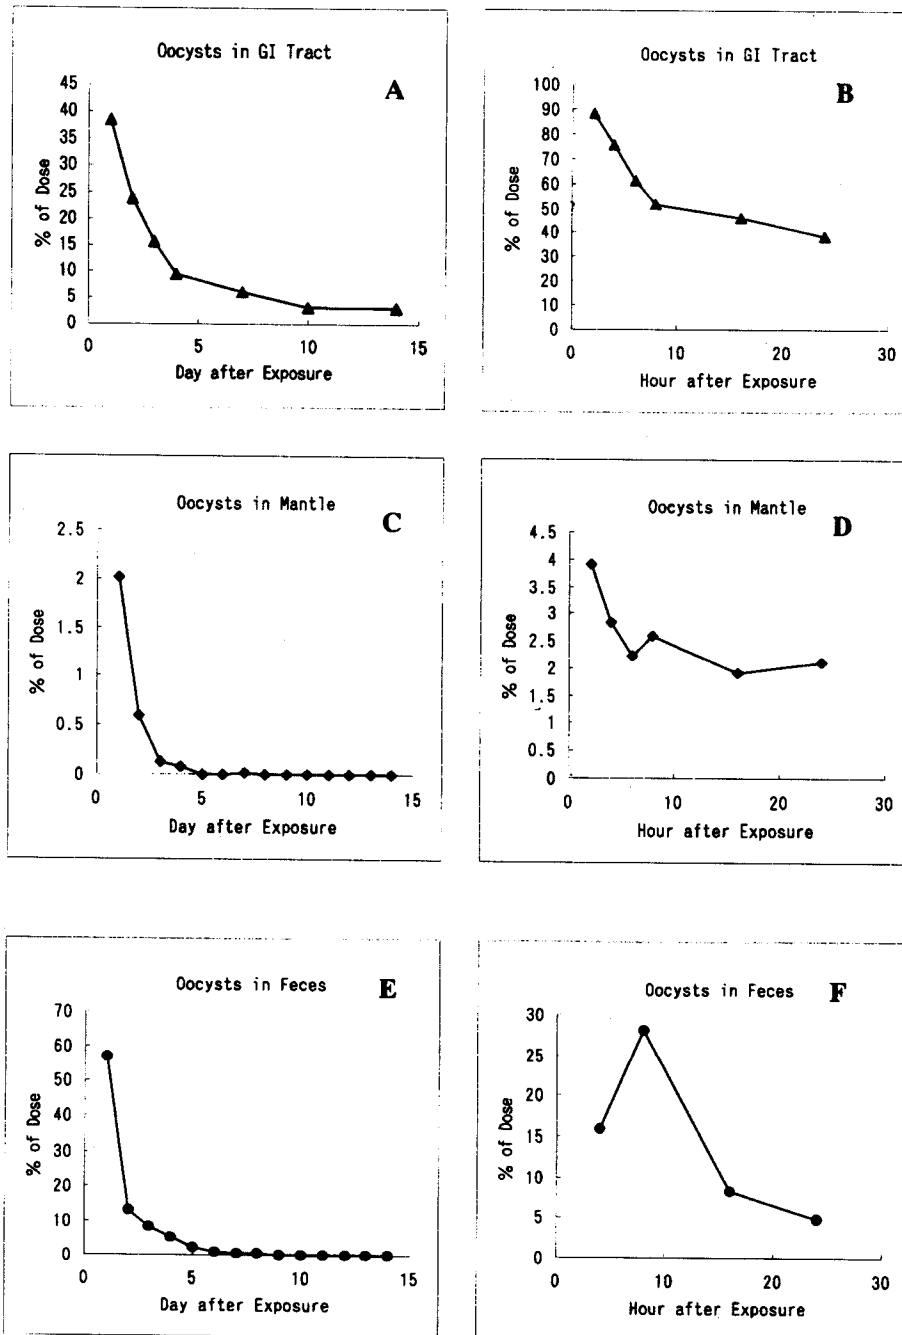 Oocysts in GI Tract
A
45
40
35
30
25
20
15
10
5
0
% of Dose
0 5 10 15
Day after Exposure
Oocysts in GI Tract
B
100
90
80
70
60
50
40
30
20
10
0
% of Dose
0 10 20 30
Hour after Exposure
Oocysts in Mantle
C
2.5
2
1.5
1
0.5
0
% of Dose
0 5 10 15
Day after Exposure
Oocysts in Mantle
D
4.5
4
3.5
3
2.5
2
1.5
1
0.5
0
% of Dose
0 10 20 30
Hour after Exposure
Oocysts in Feces
E
70
60
50
40
30
20
10
0
% of Dose
0 5 10 15
Day after Exposure
Oocysts in Feces
F
30
25
20
15
10
5
0
% of Dose
0 10 20 30
Hour after Exposure